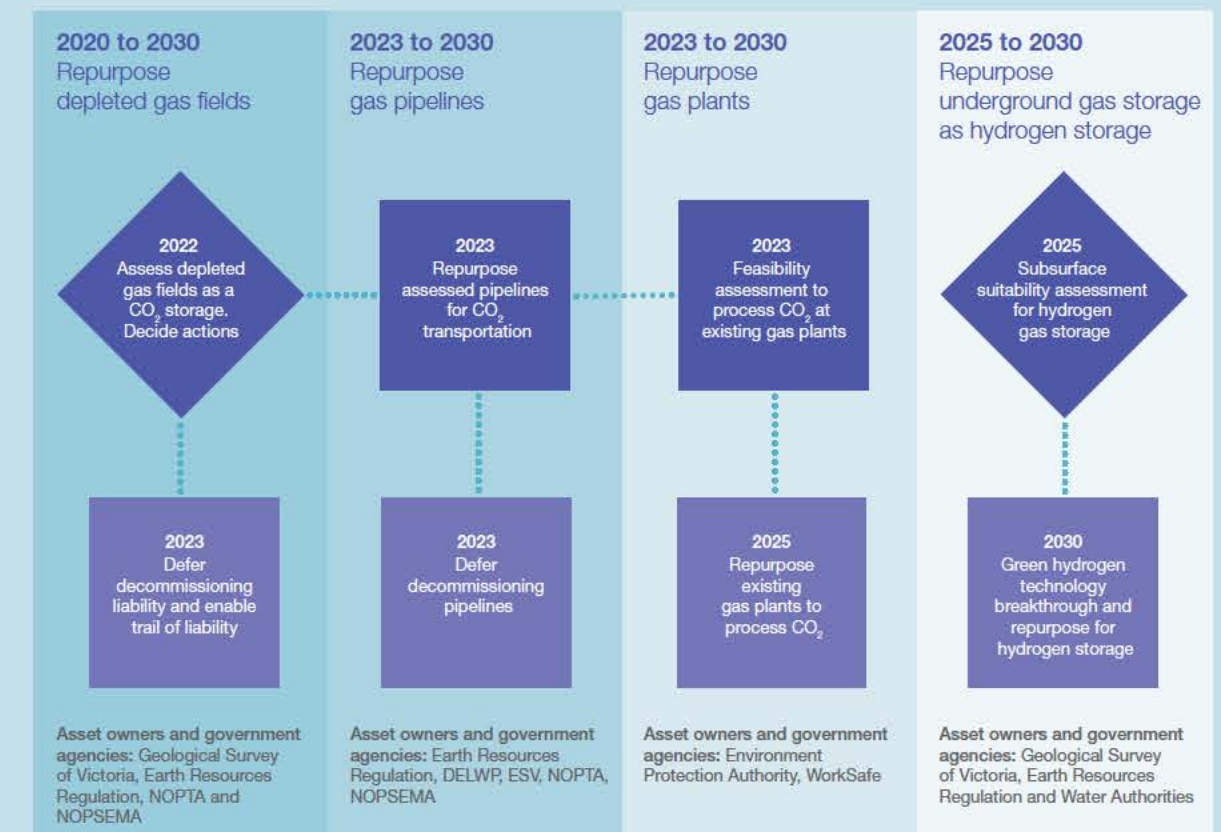 2020 to 2030
Repurpose
depleted gas fields
2022
Assess depleted
gas fields as a
CO₂ storage.
Decide actions
2023
Defer
decommissioning
liability and enable
trail of liability
Asset owners and government
agencies: Geological Survey
of Victoria, Earth Resources
Regulation, NOPTA and
NOPSEMA
2023 to 2030
Repurpose
gas pipelines
2023
Repurpose
assessed pipelines
for CO₂
transportation
2023
Defer
decommissioning
pipelines
Asset owners and government
agencies: Earth Resources
Regulation, DELWP, ESV, NOPTA,
NOPSEMA
2023 to 2030
Repurpose
gas plants
2023
Feasibility
assessment to
process CO₂ at
existing gas plants
2025
Repurpose
existing
gas plants to
process CO₂
Asset owners and government
agencies: Environment
Protection Authority, WorkSafe
2025 to 2030
Repurpose
underground gas storage
as hydrogen storage
2025
Subsurface
suitability assessment
for hydrogen
gas storage
2030
Green hydrogen
technology
breakthrough and
repurpose for
hydrogen storage
Asset owners and government
agencies: Geological Survey
of Victoria, Earth Resources
Regulation and Water Authorities